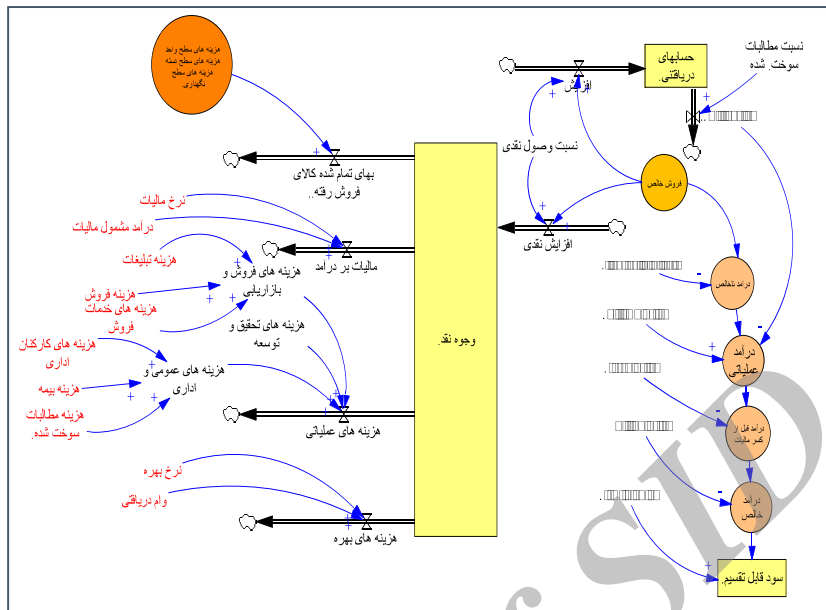 هزینه های سطح واحد
هزینه های سطح دسته
هزینه های سطح
نگهداری.
حسابهای
دریافتنی.
نسبت مطالبات
سوخت. شده
افزایش
نسبت وصول نقدی
فروش خالص
بهای تمام شده کالای
فروش رفته..
نرخ مالیات
درآمد مشمول مالیات
مالیات بر درآمد
وجوه نقد.
افزایش نقدی
هزینه تبلیغات
هزینه های فروش و
بازاریابی
هزینه فروش
هزینه های خدمات
فروش
هزینه های تحقیق و
توسعه
هزینه های کارکنان
اداری
هزینه های عمومی و
اداری
هزینه بیمه
هزینه مطالبات
سوخت شده.
هزینه های عملیاتی
نرخ بهره
وام دریافتی
هزینه های بهره
درامد ناخالص
درآمد
عملیاتی
درآمد قبل از
کسر مالیات
درآمد
خالص
سود قابل تقسیم.
SID